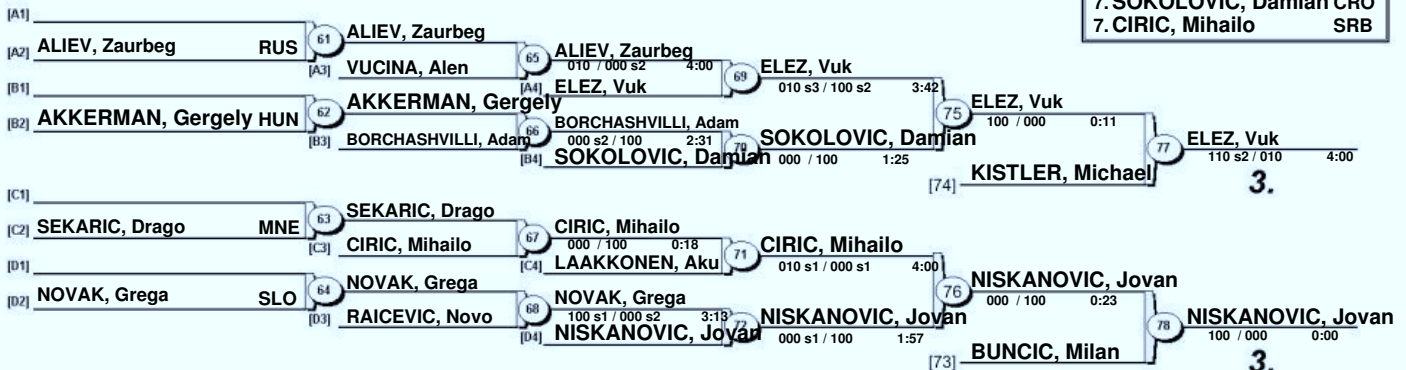 7. SOKOLOVIC, Damian CRO
7. CIRIC, Mihailo SRB
[A1]
[A2] ALIEV, Zaurbeg RUS
61 ALIEV, Zaurbeg
[A3] VUCINA, Alen
65 ALIEV, Zaurbeg
010 / 000 s2 4:00
[A4] ELEZ, Vuk
69 ELEZ, Vuk
010 s3 / 100 s2 3:42
[B1]
[B2] AKKERMAN, Gergely HUN
62 AKKERMAN, Gergely
[B3] BORCHASHVILLI, Adam
66 BORCHASHVILLI, Adam
000 s2 / 100 2:31
[B4] SOKOLOVIC, Damian
70 SOKOLOVIC, Damian
000 / 100 1:25
75 ELEZ, Vuk
100 / 000 0:11
[74] KISTLER, Michael
77 ELEZ, Vuk
110 s2 / 010 4:00
3.
[C1]
[C2] SEKARIC, Drago MNE
63 SEKARIC, Drago
[C3] CIRIC, Mihailo
67 CIRIC, Mihailo
000 / 100 0:18
[C4] LAAKKONEN, Aku
71 CIRIC, Mihailo
010 s1 / 000 s1 4:00
[D1]
[D2] NOVAK, Grega SLO
64 NOVAK, Grega
[D3] RAICEVIC, Novo
68 NOVAK, Grega
100 s1 / 000 s2 3:13
[D4] NISKANOVIC, Jovan
72 NISKANOVIC, Jovan
000 s1 / 100 1:57
76 NISKANOVIC, Jovan
000 / 100 0:23
[73] BUNCIC, Milan
78 NISKANOVIC, Jovan
100 / 000 0:00
3.